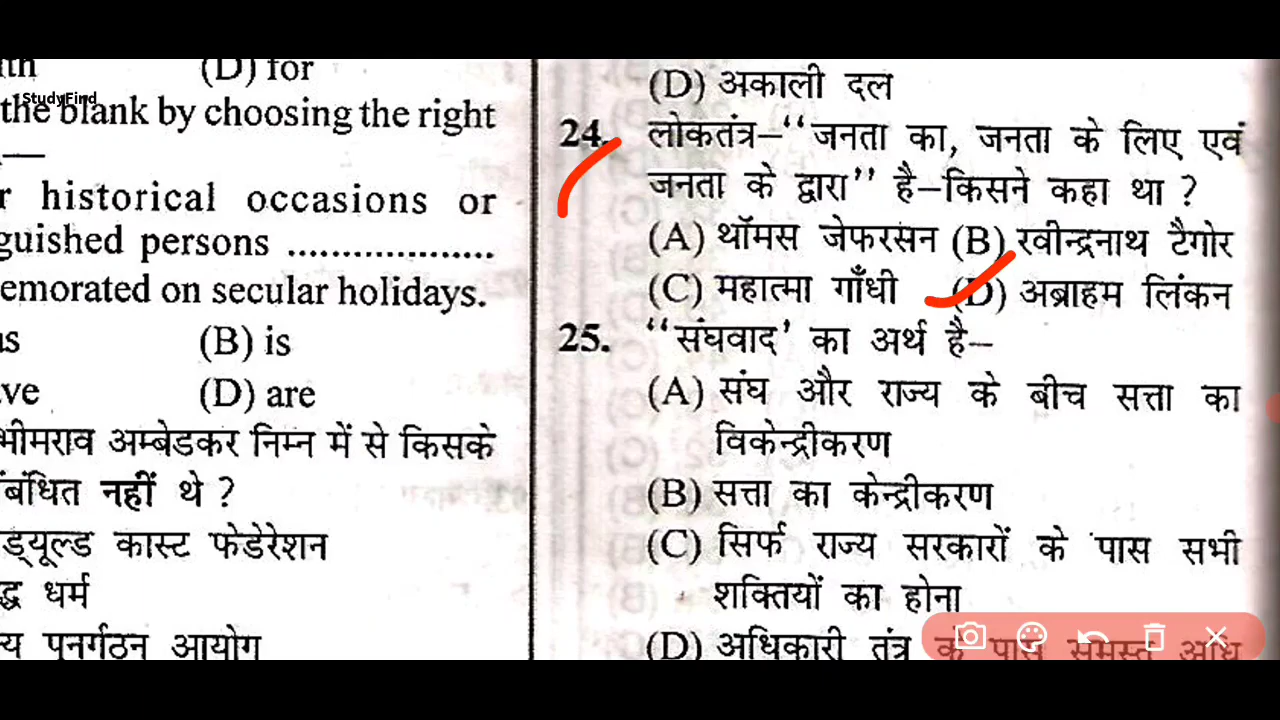 StudyFind
(D) for
the blank by choosing the right
historical occasions or
persons ...................
on secular holidays.
(B) is
(D) are
भीमराव अम्बेडकर निम्न में से किसके
नहीं थे ?
कास्ट फेडेरेशन
धर्म
पुनर्गठन आयोग
(D) अकाली दल
24. लोकतंत्र–“जनता का, जनता के लिए एवं
जनता के द्वारा” है–किसने कहा था ?
(A) थॉमस जेफरसन (B) रवीन्द्रनाथ टैगोर
(C) महात्मा गाँधी (D) अब्राहम लिंकन
25. “संघवाद’ का अर्थ है–
(A) संघ और राज्य के बीच सत्ता का
विकेन्द्रीकरण
(B) सत्ता का केन्द्रीकरण
(C) सिर्फ राज्य सरकारों के पास सभी
शक्तियों का होना
(D) अधिकारी तंत्र के पास समस्त